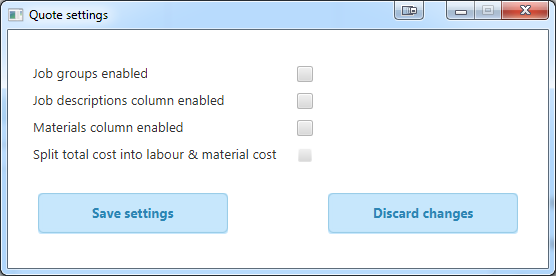 Quote settings
Job groups enabled
Job descriptions column enabled
Materials column enabled
Split total cost into labour & material cost
Save settings
Discard changes